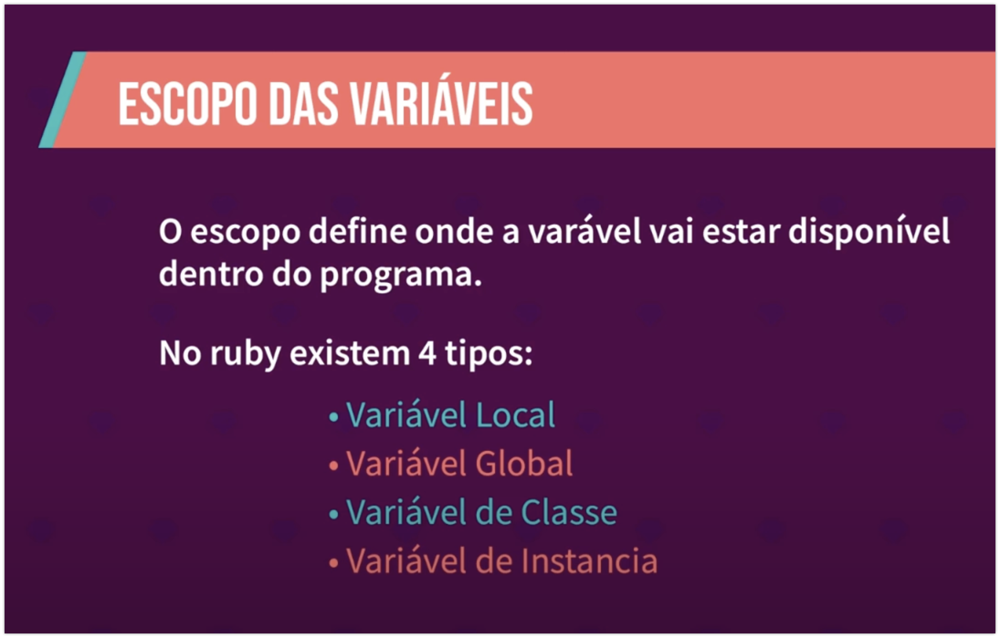 ESCOPO DAS VARIÁVEIS
O escopo define onde a varável vai estar disponível
dentro do programa.
No ruby existem 4 tipos:
• Variável Local
• Variável Global
• Variável de Classe
• Variável de Instancia